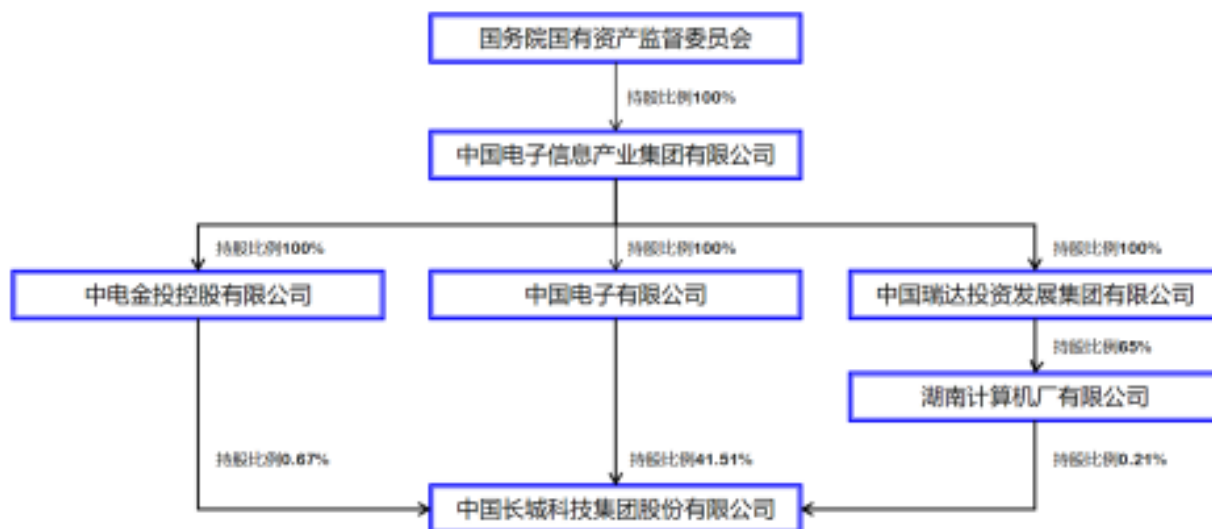 国务院国有资产监督委员会
持股比例100%
中国电子信息产业集团有限公司
持股比例100%
持股比例100%
持股比例100%
中电金投控股有限公司
中国电子有限公司
中国瑞达投资发展集团有限公司
持股比例65%
湖南计算机厂有限公司
持股比例0.67%
持股比例41.51%
持股比例0.21%
中国长城科技集团股份有限公司